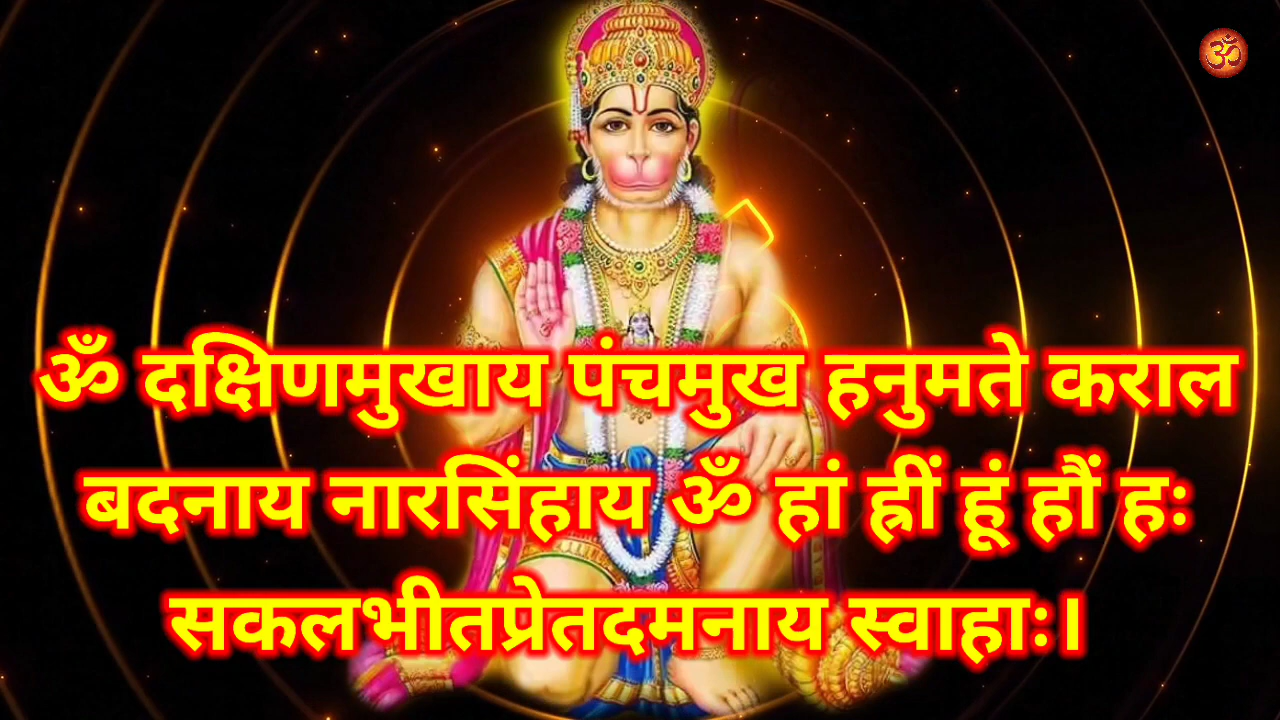 ॐ
ॐ दक्षिणमुखाय पंचमुख हनुमते कराल
बदनाय नारसिंहाय ॐ हां ह्रीं हूं हौं हः
सकलभीतप्रेतदमनाय स्वाहाः।